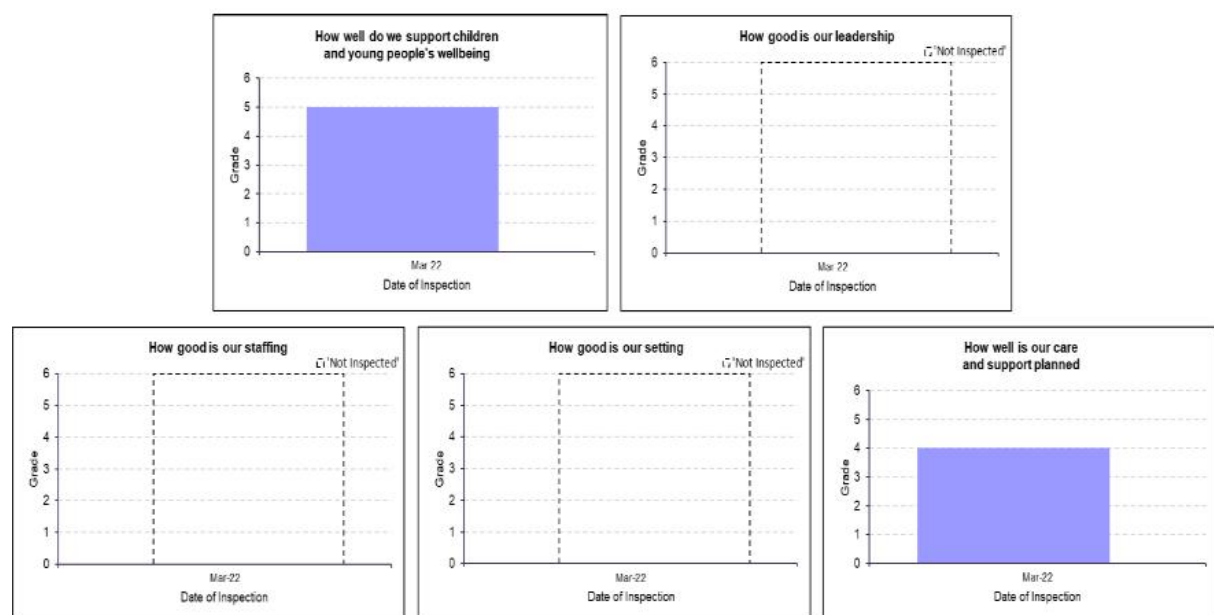 How well do we support children
and young people's wellbeing
6
5
4
3
2
1
0
Grade
Mar-22
Date of Inspection
How good is our leadership
'Not Inspected'
6
5
4
3
2
1
0
Grade
Mar-22
Date of Inspection
How good is our staffing
'Not Inspected'
6
5
4
3
2
1
0
Grade
Mar-22
Date of Inspection
How good is our setting
'Not Inspected'
6
5
4
3
2
1
0
Grade
Mar-22
Date of Inspection
How well is our care
and support planned
6
5
4
3
2
1
0
Grade
Mar-22
Date of Inspection